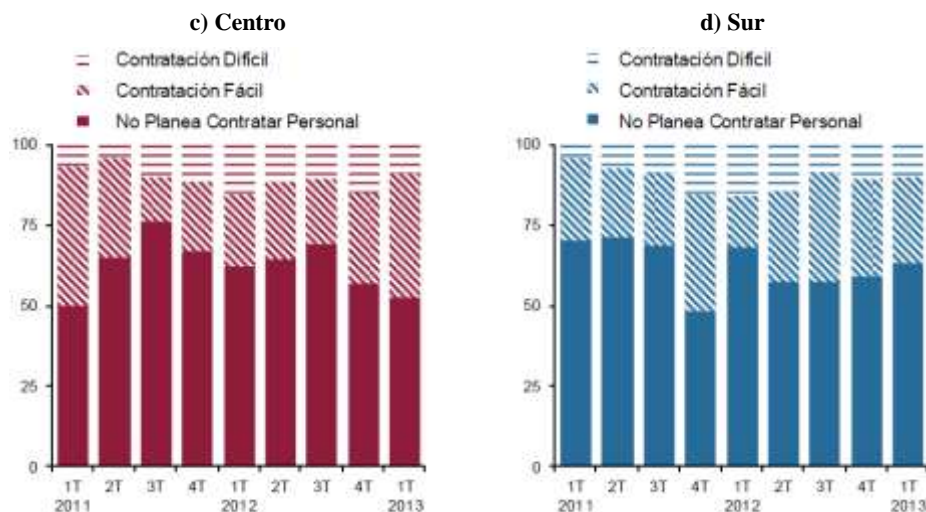 c) Centro
Contratación Difícil
Contratación Fácil
No Planea Contratar Personal
100
75
50
25
0
1T 2T 3T 4T 1T 2T 3T 4T 1T
2011 2012 2013
d) Sur
Contratación Difícil
Contratación Fácil
No Planea Contratar Personal
100
75
50
25
0
1T 2T 3T 4T 1T 2T 3T 4T 1T
2011 2012 2013